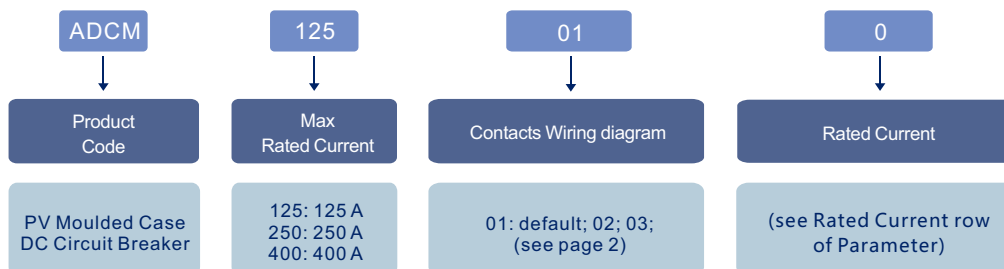 ADCM
125
01
0
Product
Code
Max
Rated Current
Contacts Wiring diagram
Rated Current
PV Moulded Case
DC Circuit Breaker
125: 125 A
250: 250 A
400: 400 A
01: default; 02; 03;
(see page 2)
(see Rated Current row
of Parameter)